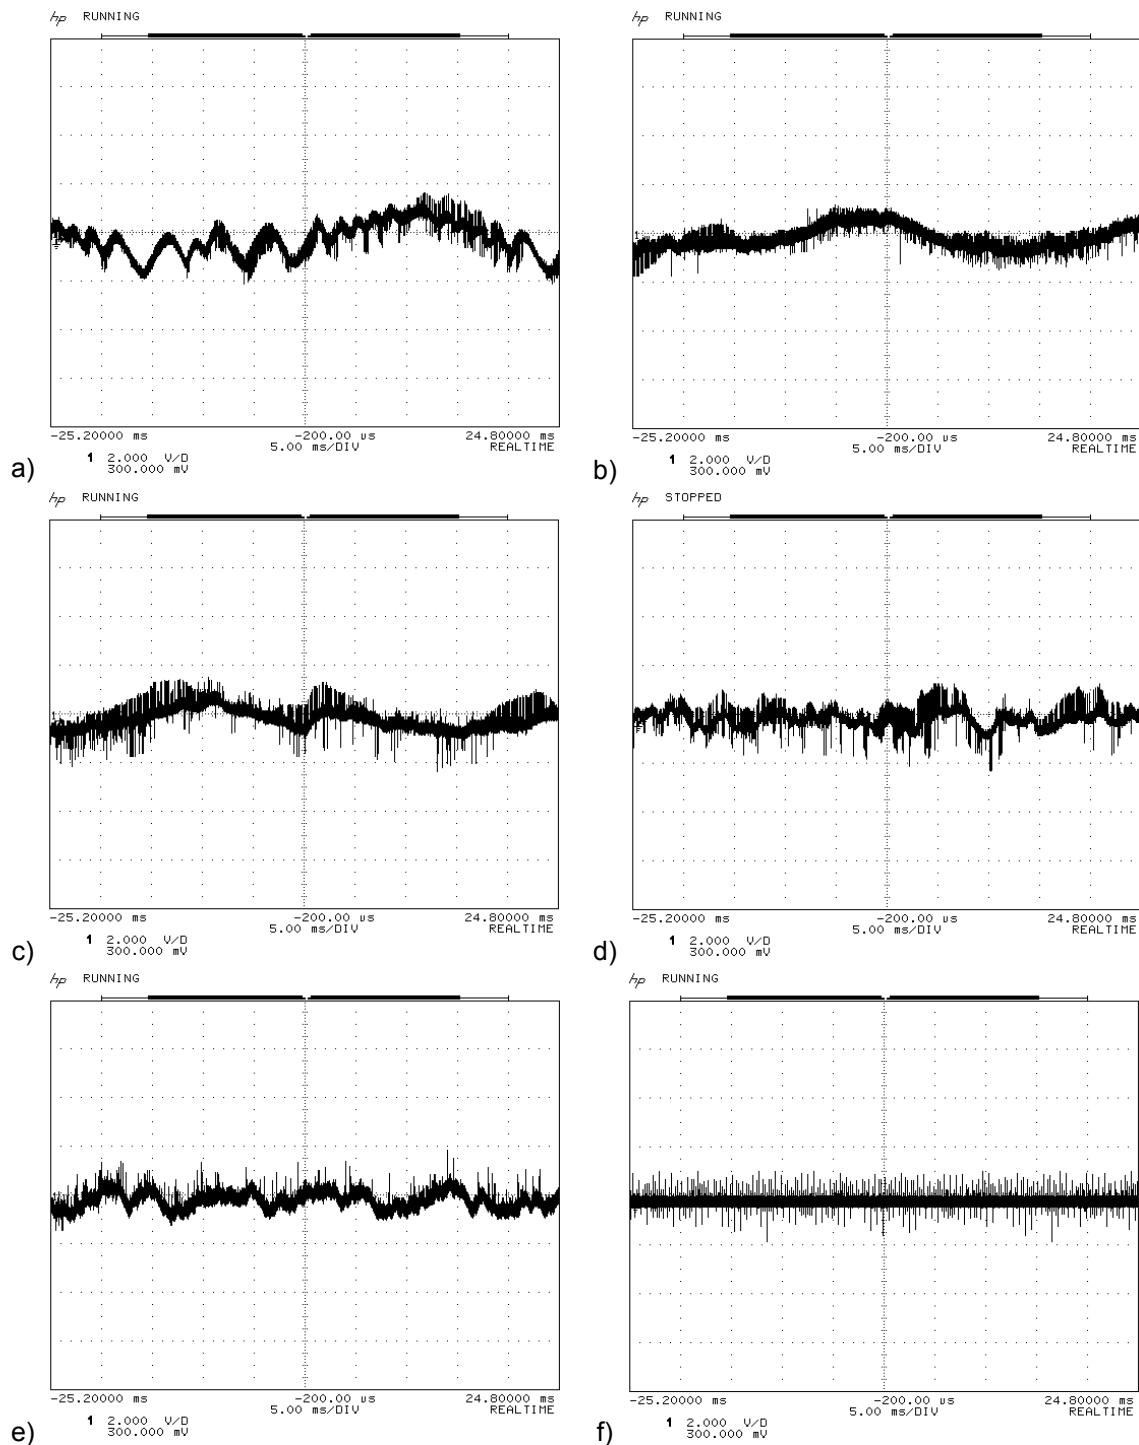 hp RUNNING
-25.20000 ms -200.00 µs 24.80000 ms
5.00 ms/DIV REALTIME
1 2.000 V/D
300.000 mV
a)
hp RUNNING
-25.20000 ms -200.00 µs 24.80000 ms
5.00 ms/DIV REALTIME
1 2.000 V/D
300.000 mV
b)
hp RUNNING
-25.20000 ms -200.00 µs 24.80000 ms
5.00 ms/DIV REALTIME
1 2.000 V/D
300.000 mV
c)
hp STOPPED
-25.20000 ms -200.00 µs 24.80000 ms
5.00 ms/DIV REALTIME
1 2.000 V/D
300.000 mV
d)
hp RUNNING
-25.20000 ms -200.00 µs 24.80000 ms
5.00 ms/DIV REALTIME
1 2.000 V/D
300.000 mV
e)
hp RUNNING
-25.20000 ms -200.00 µs 24.80000 ms
5.00 ms/DIV REALTIME
1 2.000 V/D
300.000 mV
f)